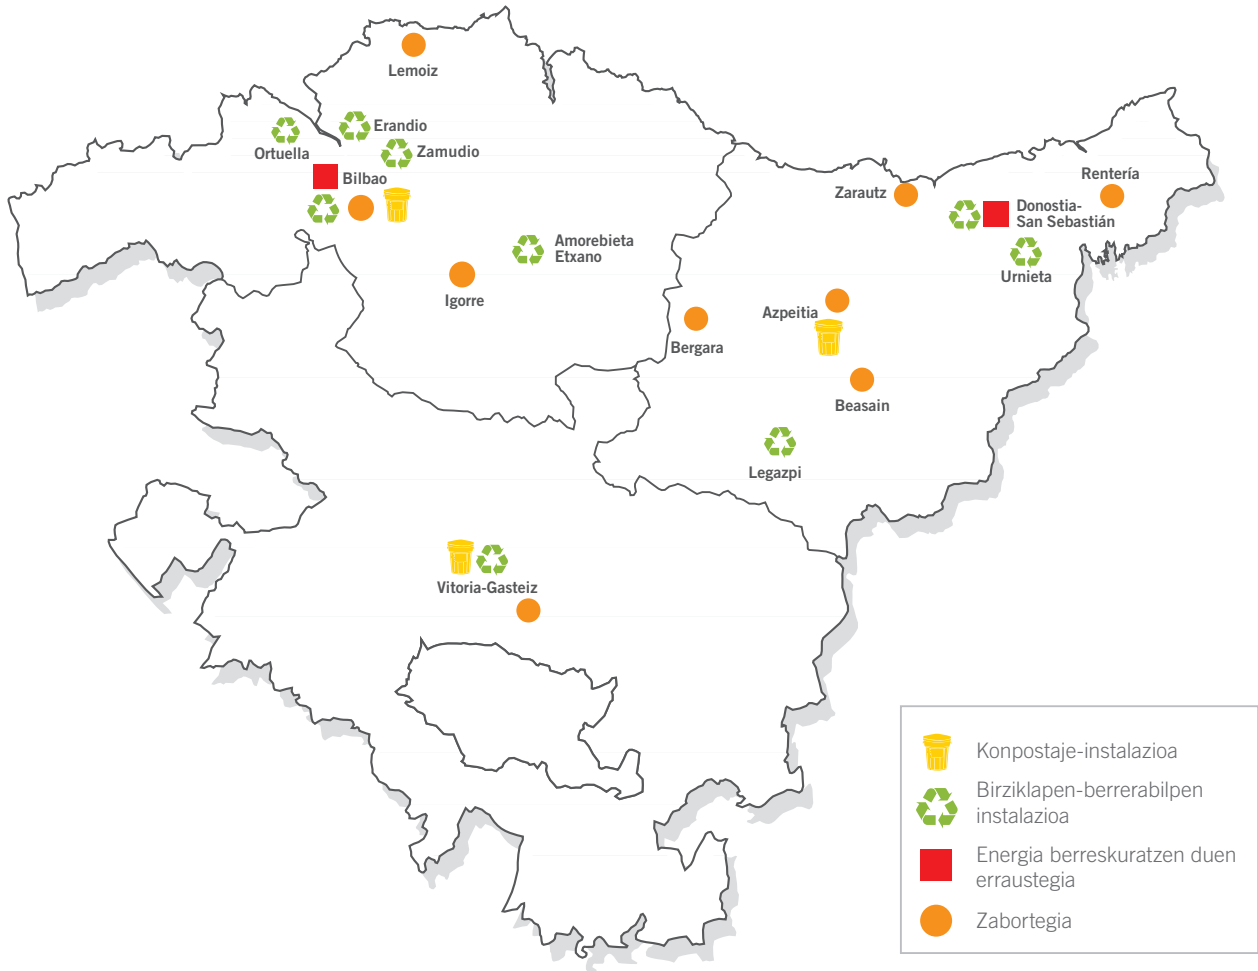 Lemoiz
Erandio
Ortuella
Zamudio
Bilbao
Rentería
Zarautz
Donostia-
San Sebastián
Amorebieta
Etxano
Urnieta
Igorre
Azpeitia
Bergara
Beasain
Legazpi
Vitoria-Gasteiz
Konpostaje-instalazioa
Birziklapen-berrerabilpen
instalazioa
Energia berreskuratzen duen
erraustegia
Zabortegia